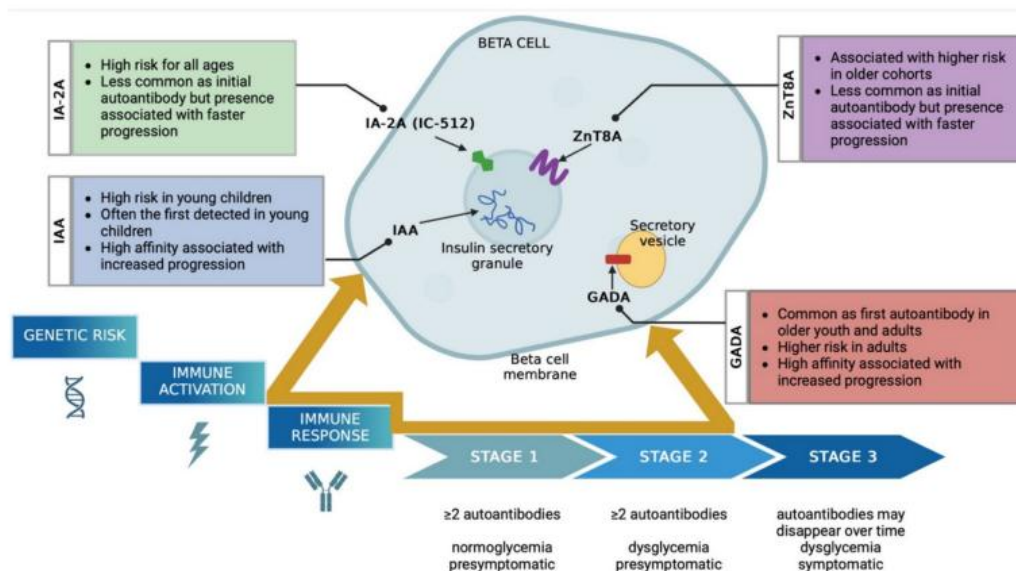 BETA CELL
IA-2A
• High risk for all ages
• Less common as initial
autoantibody but presence
associated with faster
progression
IA-2A (IC-512)
ZnT8A
ZnT8A
• Associated with higher risk
in older cohorts
• Less common as initial
autoantibody but presence
associated with faster
progression
IAA
• High risk in young children
• Often the first detected in young
children
• High affinity associated with
increased progression
IAA
Insulin secretory
granule
Secretory
vesicle
GADA
Beta cell
membrane
GADA
• Common as first autoantibody in
older youth and adults
• Higher risk in adults
• High affinity associated with
increased progression
GENETIC RISK
IMMUNE
ACTIVATION
IMMUNE
RESPONSE
STAGE 1
STAGE 2
STAGE 3
≥2 autoantibodies
normoglycemia
presymptomatic
≥2 autoantibodies
dysglycemia
presymptomatic
autoantibodies may
disappear over time
dysglycemia
symptomatic